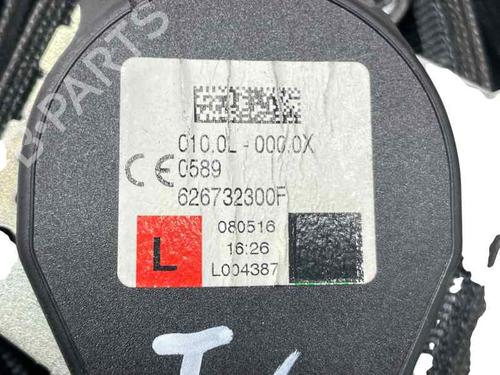 B-PARTS
010.0L-000.0X
CE 0589
626732300F
080516
L 16:26
L004387